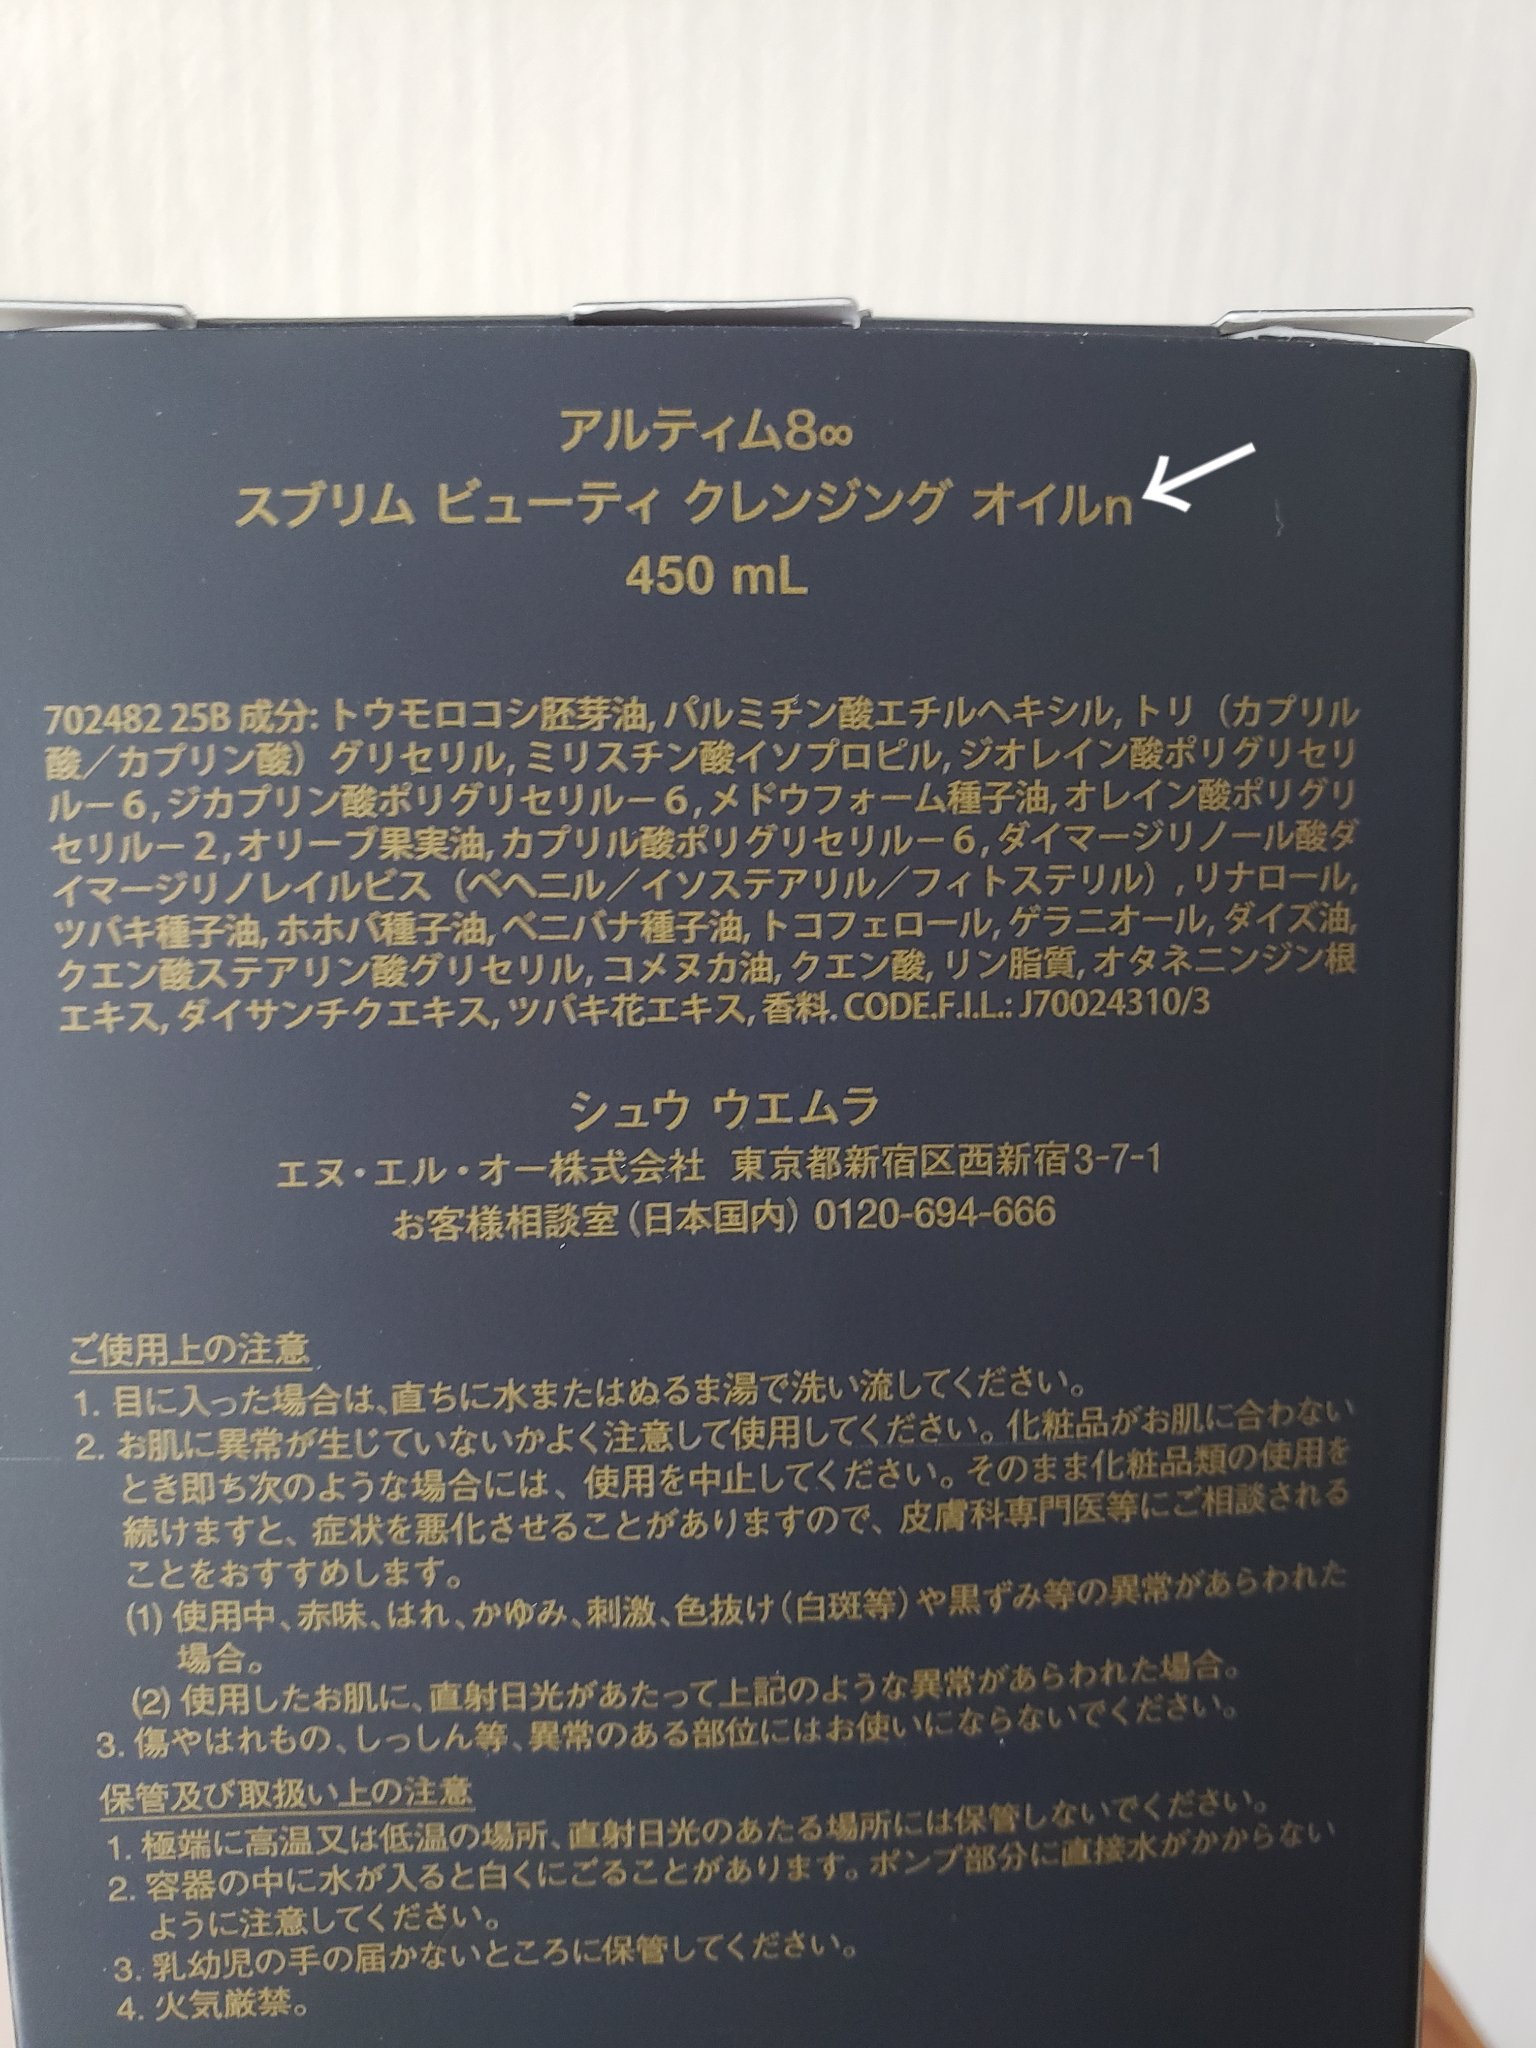 アルティム8∞
スブリム ビューティ クレンジング オイルn
450 mL
702482 25B 成分: トウモロコシ胚芽油, パルミチン酸エチルヘキシル, トリ（カプリル
酸／カプリン酸）グリセリル, ミリスチン酸イソプロピル, ジオレイン酸ポリグリセリ
ル－6, ジカプリン酸ポリグリセリル－6, メドウフォーム種子油, オレイン酸ポリグリ
セリル－2, オリーブ果実油, カプリル酸ポリグリセリル－6, ダイマージリノール酸ダ
イマージリノレイルビス（ベヘニル／イソステアリル／フィトステリル）, リナロール,
ツバキ種子油, ホホバ種子油, ベニバナ種子油, トコフェロール, ゲラニオール, ダイズ油,
クエン酸ステアリン酸グリセリル, コメヌカ油, クエン酸, リン脂質, オタネニンジン根
エキス, ダイサンチクエキス, ツバキ花エキス, 香料. CODE.F.I.L.: J70024310/3
シュウ ウエムラ
エヌ・エル・オー株式会社 東京都新宿区西新宿3-7-1
お客様相談室（日本国内）0120-694-666
ご使用上の注意
1. 目に入った場合は、直ちに水またはぬるま湯で洗い流してください。
2. お肌に異常が生じていないかよく注意して使用してください。化粧品がお肌に合わない
とき即ち次のような場合には、使用を中止してください。そのまま化粧品類の使用を
続けますと、症状を悪化させることがありますので、皮膚科専門医等にご相談される
ことをおすすめします。
(1) 使用中、赤味、はれ、かゆみ、刺激、色抜け（白斑等）や黒ずみ等の異常があらわれた
場合。
(2) 使用したお肌に、直射日光があたって上記のような異常があらわれた場合。
3. 傷やはれもの、しっしん等、異常のある部位にはお使いにならないでください。
保管及び取扱い上の注意
1. 極端に高温又は低温の場所、直射日光のあたる場所には保管しないでください。
2. 容器の中に水が入ると白くにごることがあります。ポンプ部分に直接水がかからない
ように注意してください。
3. 乳幼児の手の届かないところに保管してください。
4. 火気厳禁。